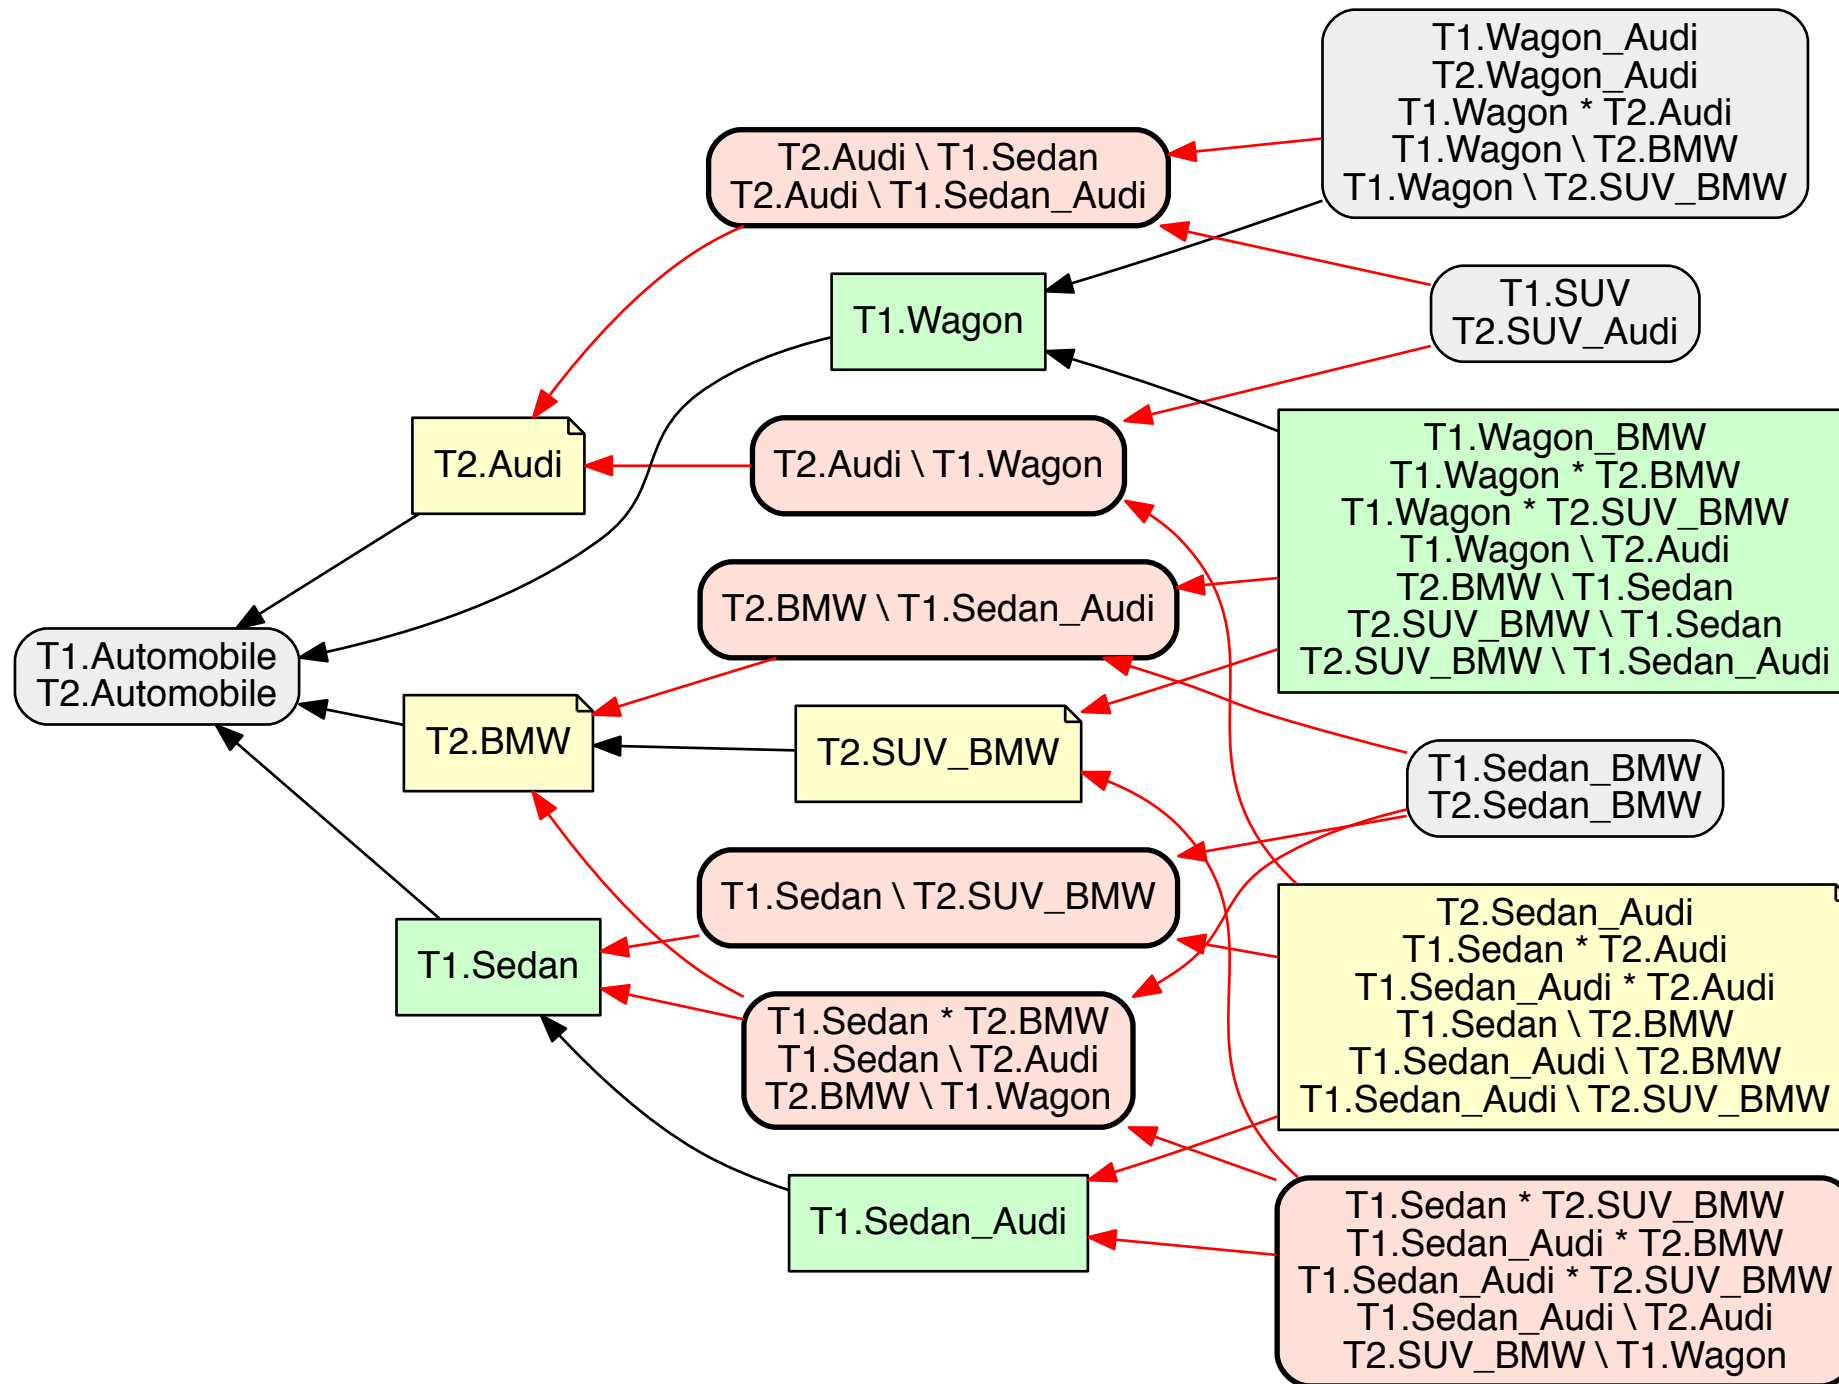 T1.Wagon_Audi
T2.Wagon_Audi
T1.Wagon * T2.Audi
T1.Wagon \ T2.BMW
T1.Wagon \ T2.SUV_BMW
T2.Audi \ T1.Sedan
T2.Audi \ T1.Sedan_Audi
T1.SUV
T2.SUV_Audi
T1.Wagon
T2.Audi
T2.Audi \ T1.Wagon
T1.Wagon_BMW
T1.Wagon * T2.BMW
T1.Wagon * T2.SUV_BMW
T1.Wagon \ T2.Audi
T2.BMW \ T1.Sedan
T2.SUV_BMW \ T1.Sedan
T2.SUV_BMW \ T1.Sedan_Audi
T2.BMW \ T1.Sedan_Audi
T1.Automobile
T2.Automobile
T2.BMW
T2.SUV_BMW
T1.Sedan_BMW
T2.Sedan_BMW
T1.Sedan \ T2.SUV_BMW
T1.Sedan
T2.Sedan_Audi
T1.Sedan * T2.Audi
T1.Sedan_Audi * T2.Audi
T1.Sedan \ T2.BMW
T1.Sedan_Audi \ T2.BMW
T1.Sedan_Audi \ T2.SUV_BMW
T1.Sedan * T2.BMW
T1.Sedan \ T2.Audi
T2.BMW \ T1.Wagon
T1.Sedan_Audi
T1.Sedan * T2.SUV_BMW
T1.Sedan_Audi * T2.BMW
T1.Sedan_Audi * T2.SUV_BMW
T1.Sedan_Audi \ T2.Audi
T2.SUV_BMW \ T1.Wagon